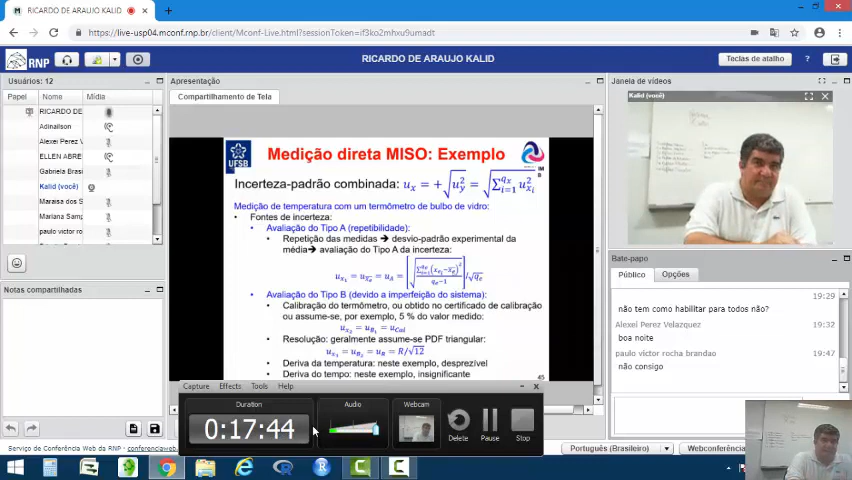 RICARDO DE ARAUJO KALID
https://live-usp04.mconf.rnp.br/client/Mconf-Live.html?sessionToken=if3ko2mhxu9umadt
RNP
RICARDO DE ARAUJO KALID
Teclas de atalho
?
Usuários: 12
Papel
Nome
Mídia
RICARDO DE
Adinailson
Alexei Perez V
ELLEN ABRE
Gabriela Bras
Kalid (você)
Maraisa dos S
Mariana Samp
paulo victor ro
Notas compartilhadas
Apresentação
Compartilhamento de Tela
UFSB
Medição direta MISO: Exemplo
Incerteza-padrão combinada:
Medição de temperatura com um termômetro de bulbo de vidro:
• Fontes de incerteza:
• Avaliação do Tipo A (repetibilidade):
Repetição das medidas → desvio-padrão experimental da
média→ avaliação do Tipo A da incerteza:
• Avaliação do Tipo B (devido a imperfeição do sistema):
Calibração do termômetro, ou obtido no certificado de calibração
ou assume-se, por exemplo, 5 % do valor medido:
Resolução: geralmente assume-se PDF triangular:
Deriva da temperatura: neste exemplo, desprezível
Deriva do tempo: neste exemplo, insignificante
45
Capture
Effects
Tools
Help
Duration
0:17:44
Audio
Webcam
Delete
Pause
Stop
Janela de vídeos
Kalid (você)
Bate-papo
Público
Opções
19:29
não tem como habilitar para todos não?
Alexei Perez Velazquez
19:32
boa noite
paulo victor rocha brandao
19:47
não consigo
Serviço de Conferência Web da RNP -
Português (Brasileiro)
Webconferência